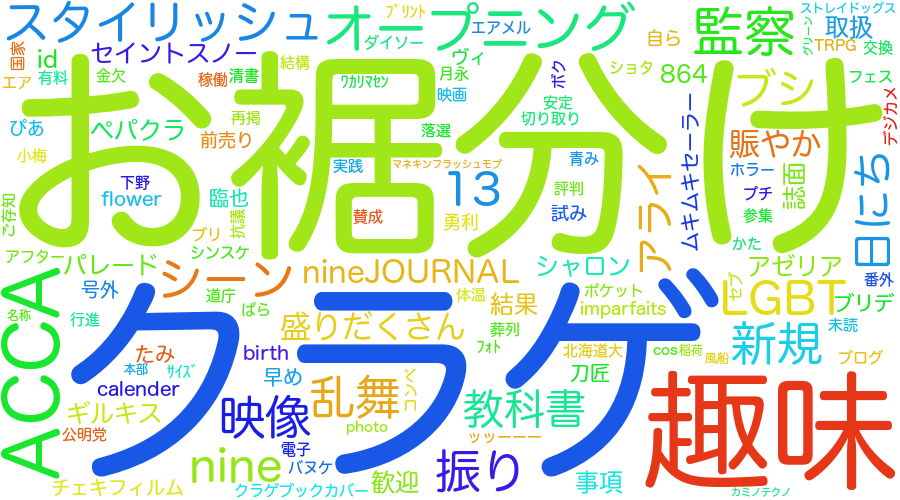 スタイリッシュ
オープニング
プリント
ダイソー
エアメル
自ら
監察
ストレイドッグス
取扱
グリーン
TRPG
交換
国家
id
セイントスノー
ヴィ
ボク
ショタ
864
ブシ
フェス
エア
有料
金欠
稼働
清書
結構
ﾜｶﾘﾏｾﾝ
月永
映画
安定
切り取り
デジカメ
ぴあ
ペパクラ
再掲
前売り
落選
ムキムキセーラー
賑やか
小梅
お裾分け
実践
マネキンフラッシュモブ
青み
ホラー
誌面
日にち
下野
flower
臨也
13
評判
アライ
プチ
ご存知
抗議
賛成
勇利
試み
参集
ブリ
シンスケ
かた
アフター
パレード
シーン
nineJOURNAL
シャロン
アゼリア
番外
ACCA
号外
道庁
ぱら
体温
結果
ポケット
imparfaits
セブ
LGBT
ブリデ
名称
行進
盛りだくさん
葬列
クラゲ
新規
未読
たみ
本部
ｻｲｽﾞ
birth
ﾌｫﾄ
北海道大
cos
稲荷
風船
ブログ
calender
早め
乱舞
刀匠
趣味
ギルキス
映像
photo
教科書
公明党
電子
ッッーーー
nine
バヌケ
振り
チェキフィルム
クラゲブックカバー
歓迎
事項
カミノテクノ